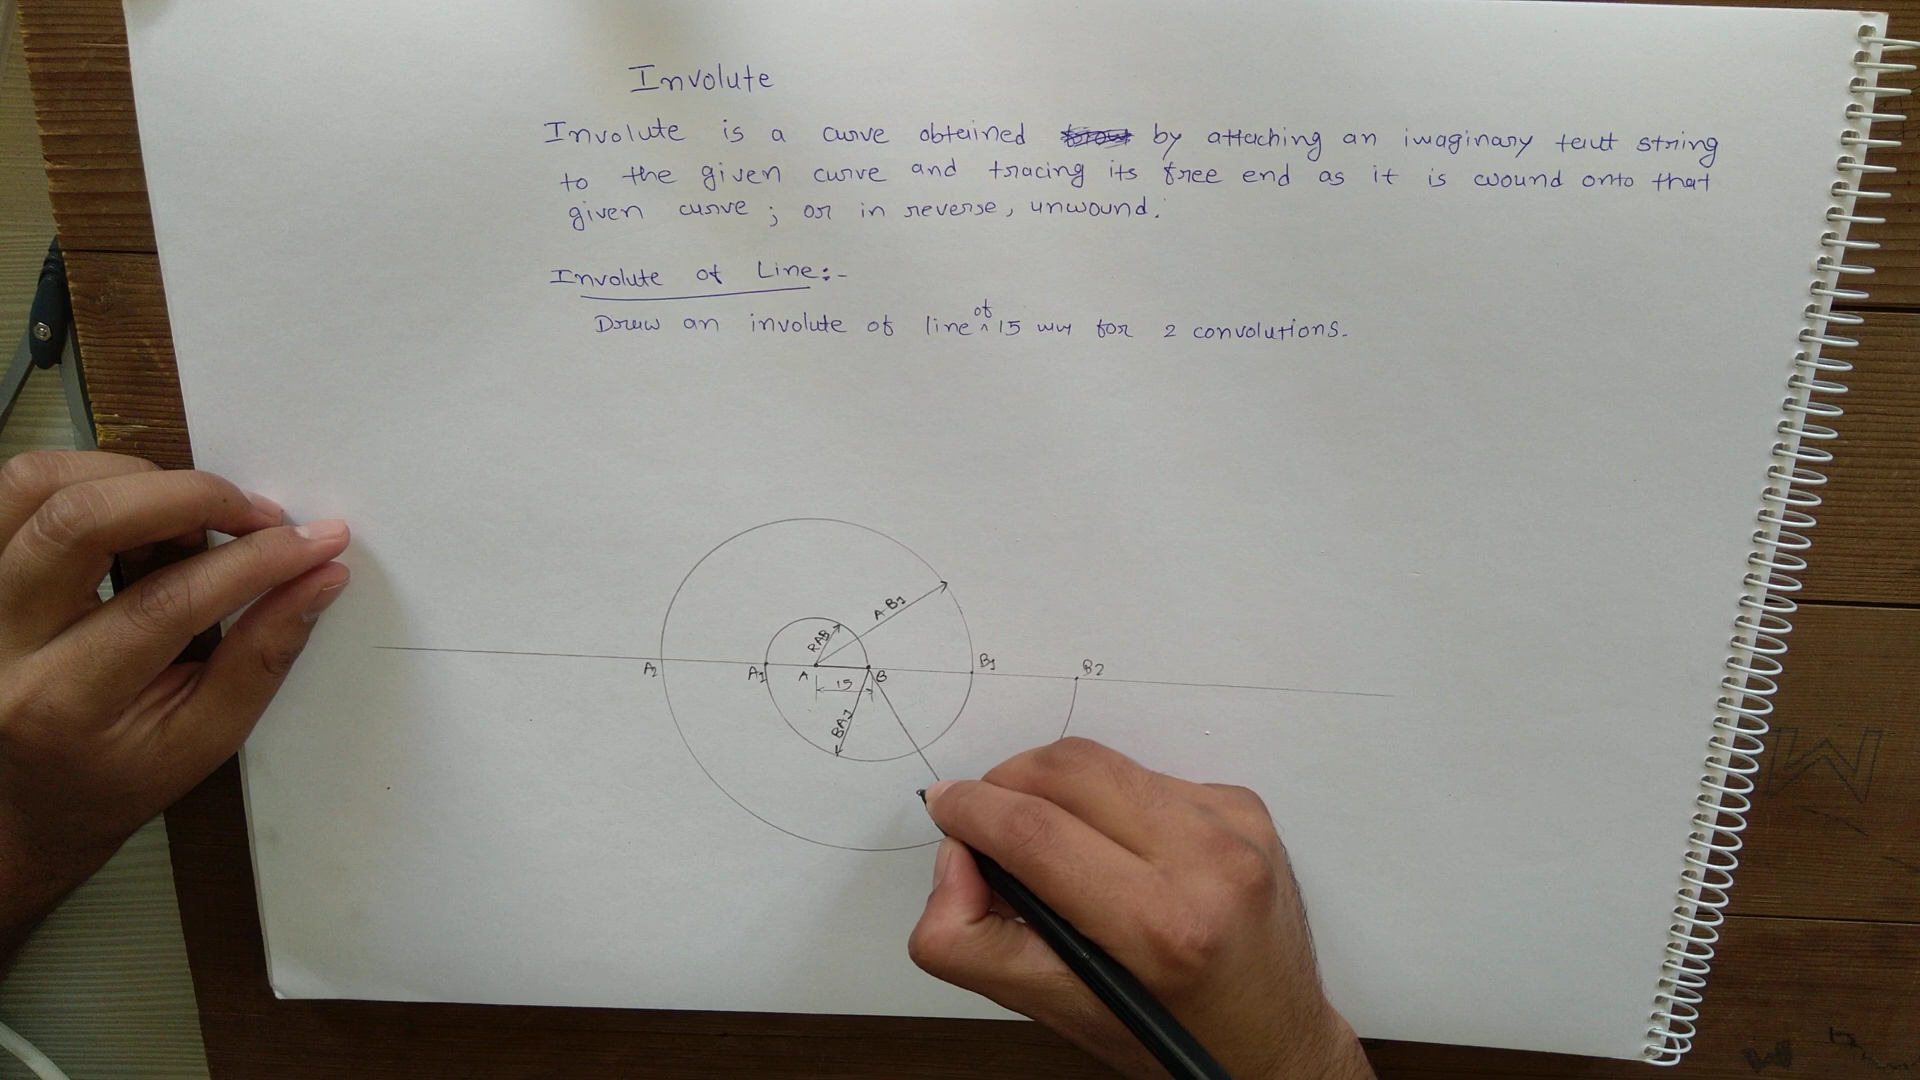 Involute
Involute is a curve obtained by attaching an imaginary taut string
to the given curve and tracing its free end as it is wound onto that
given curve; or in reverse, unwound.
Involute of Line:-
Draw an involute of line of 15 mm for 2 convolutions.
AB1
RAB
A2
A1
A
15
B
B1
B2
BA1